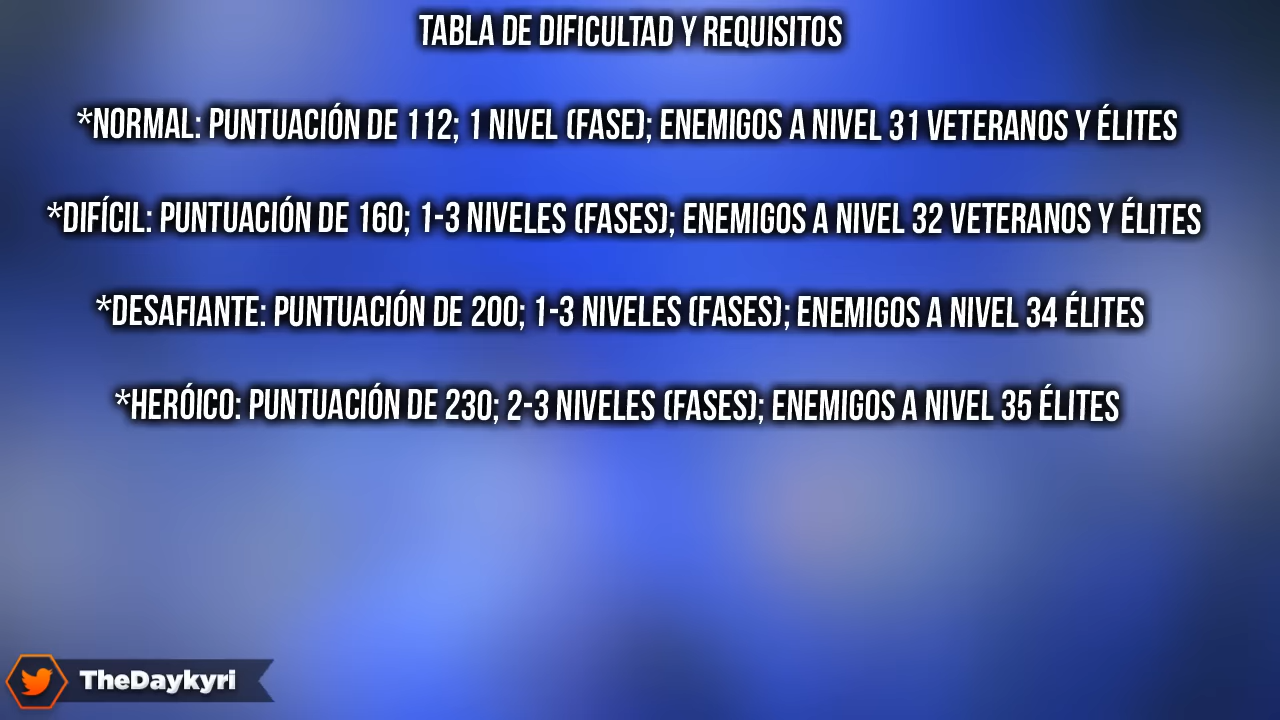 TABLA DE DIFICULTAD Y REQUISITOS
*NORMAL: PUNTUACIÓN DE 112; 1 NIVEL (FASE); ENEMIGOS A NIVEL 31 VETERANOS Y ÉLITES
*DIFÍCIL: PUNTUACIÓN DE 160; 1-3 NIVELES (FASES); ENEMIGOS A NIVEL 32 VETERANOS Y ÉLITES
*DESAFIANTE: PUNTUACIÓN DE 200; 1-3 NIVELES (FASES); ENEMIGOS A NIVEL 34 ÉLITES
*HERÓICO: PUNTUACIÓN DE 230; 2-3 NIVELES (FASES); ENEMIGOS A NIVEL 35 ÉLITES
TheDaykyri